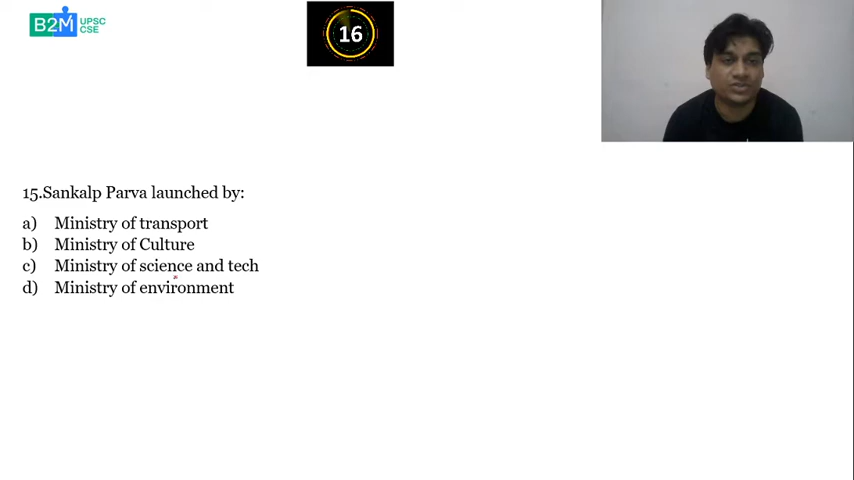 B2M UPSC
CSE
16
15.Sankalp Parva launched by:
a) Ministry of transport
b) Ministry of Culture
c) Ministry of science and tech
d) Ministry of environment